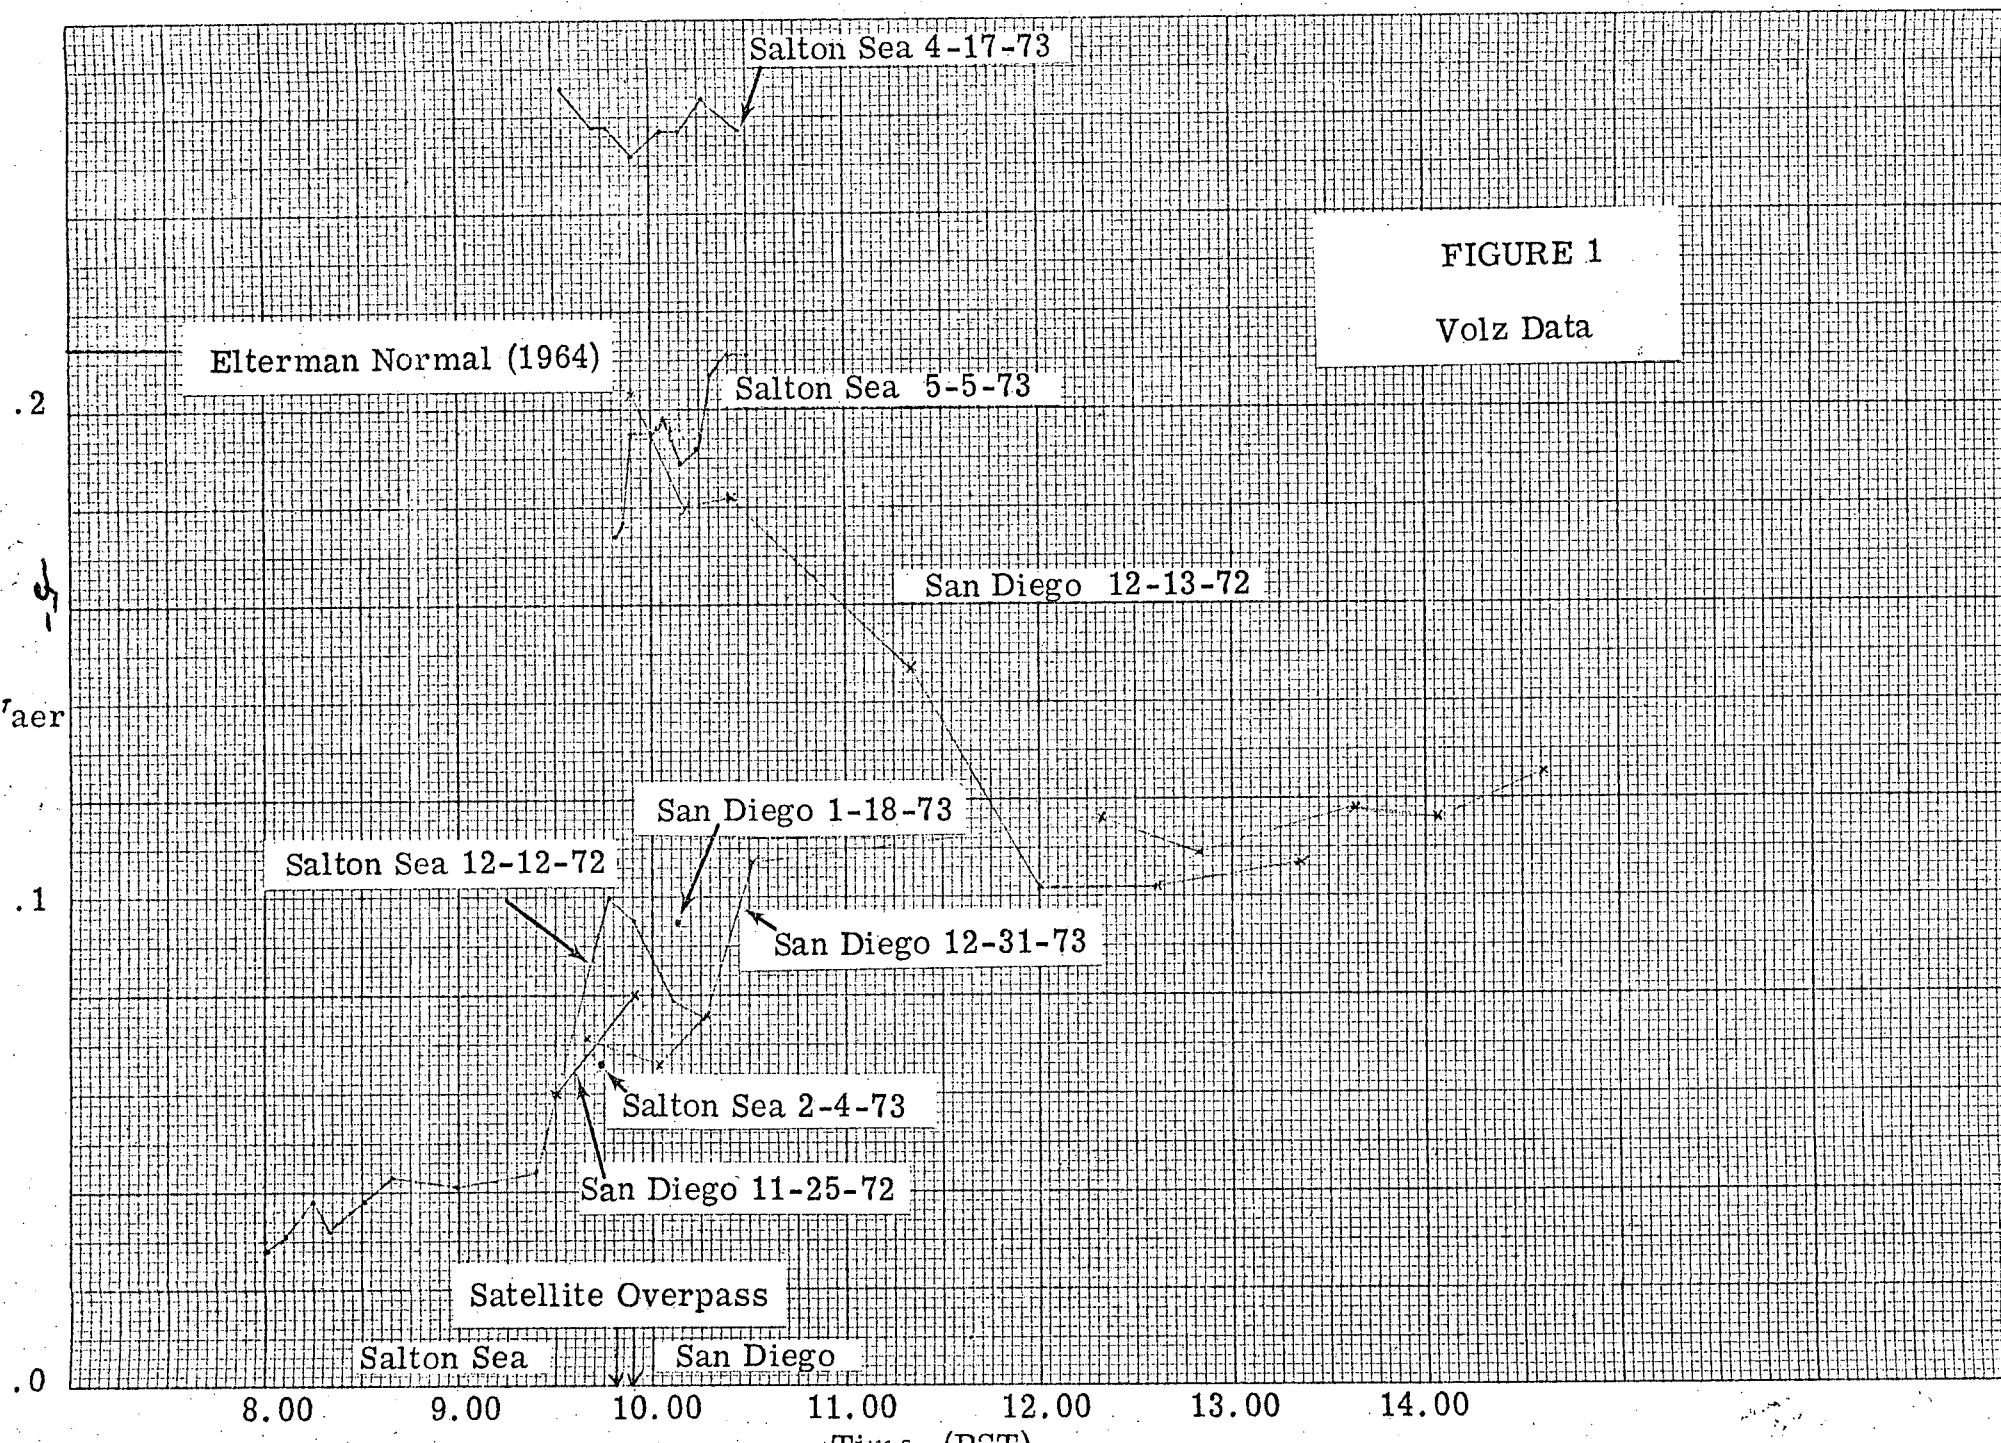 Salton Sea 4-17-73
FIGURE 1
Volz Data
Elterman Normal (1964)
Salton Sea 5-5-73
.2
San Diego 12-13-72
τaer
San Diego 1-18-73
Salton Sea 12-12-72
.1
San Diego 12-31-73
Salton Sea 2-4-73
San Diego 11-25-72
Satellite Overpass
Salton Sea
San Diego
.0
8.00 9.00 10.00 11.00 12.00 13.00 14.00
Time (PST)